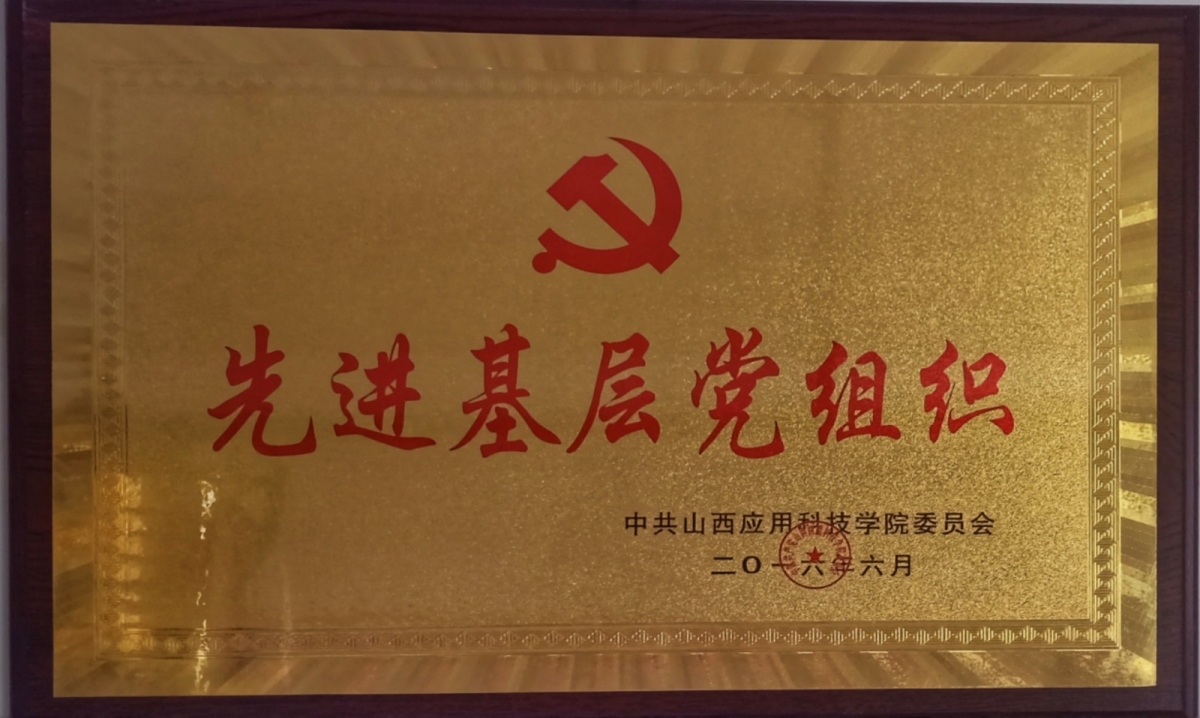 先进基层党组织
中共山西应用科技学院委员会
二O一六年六月